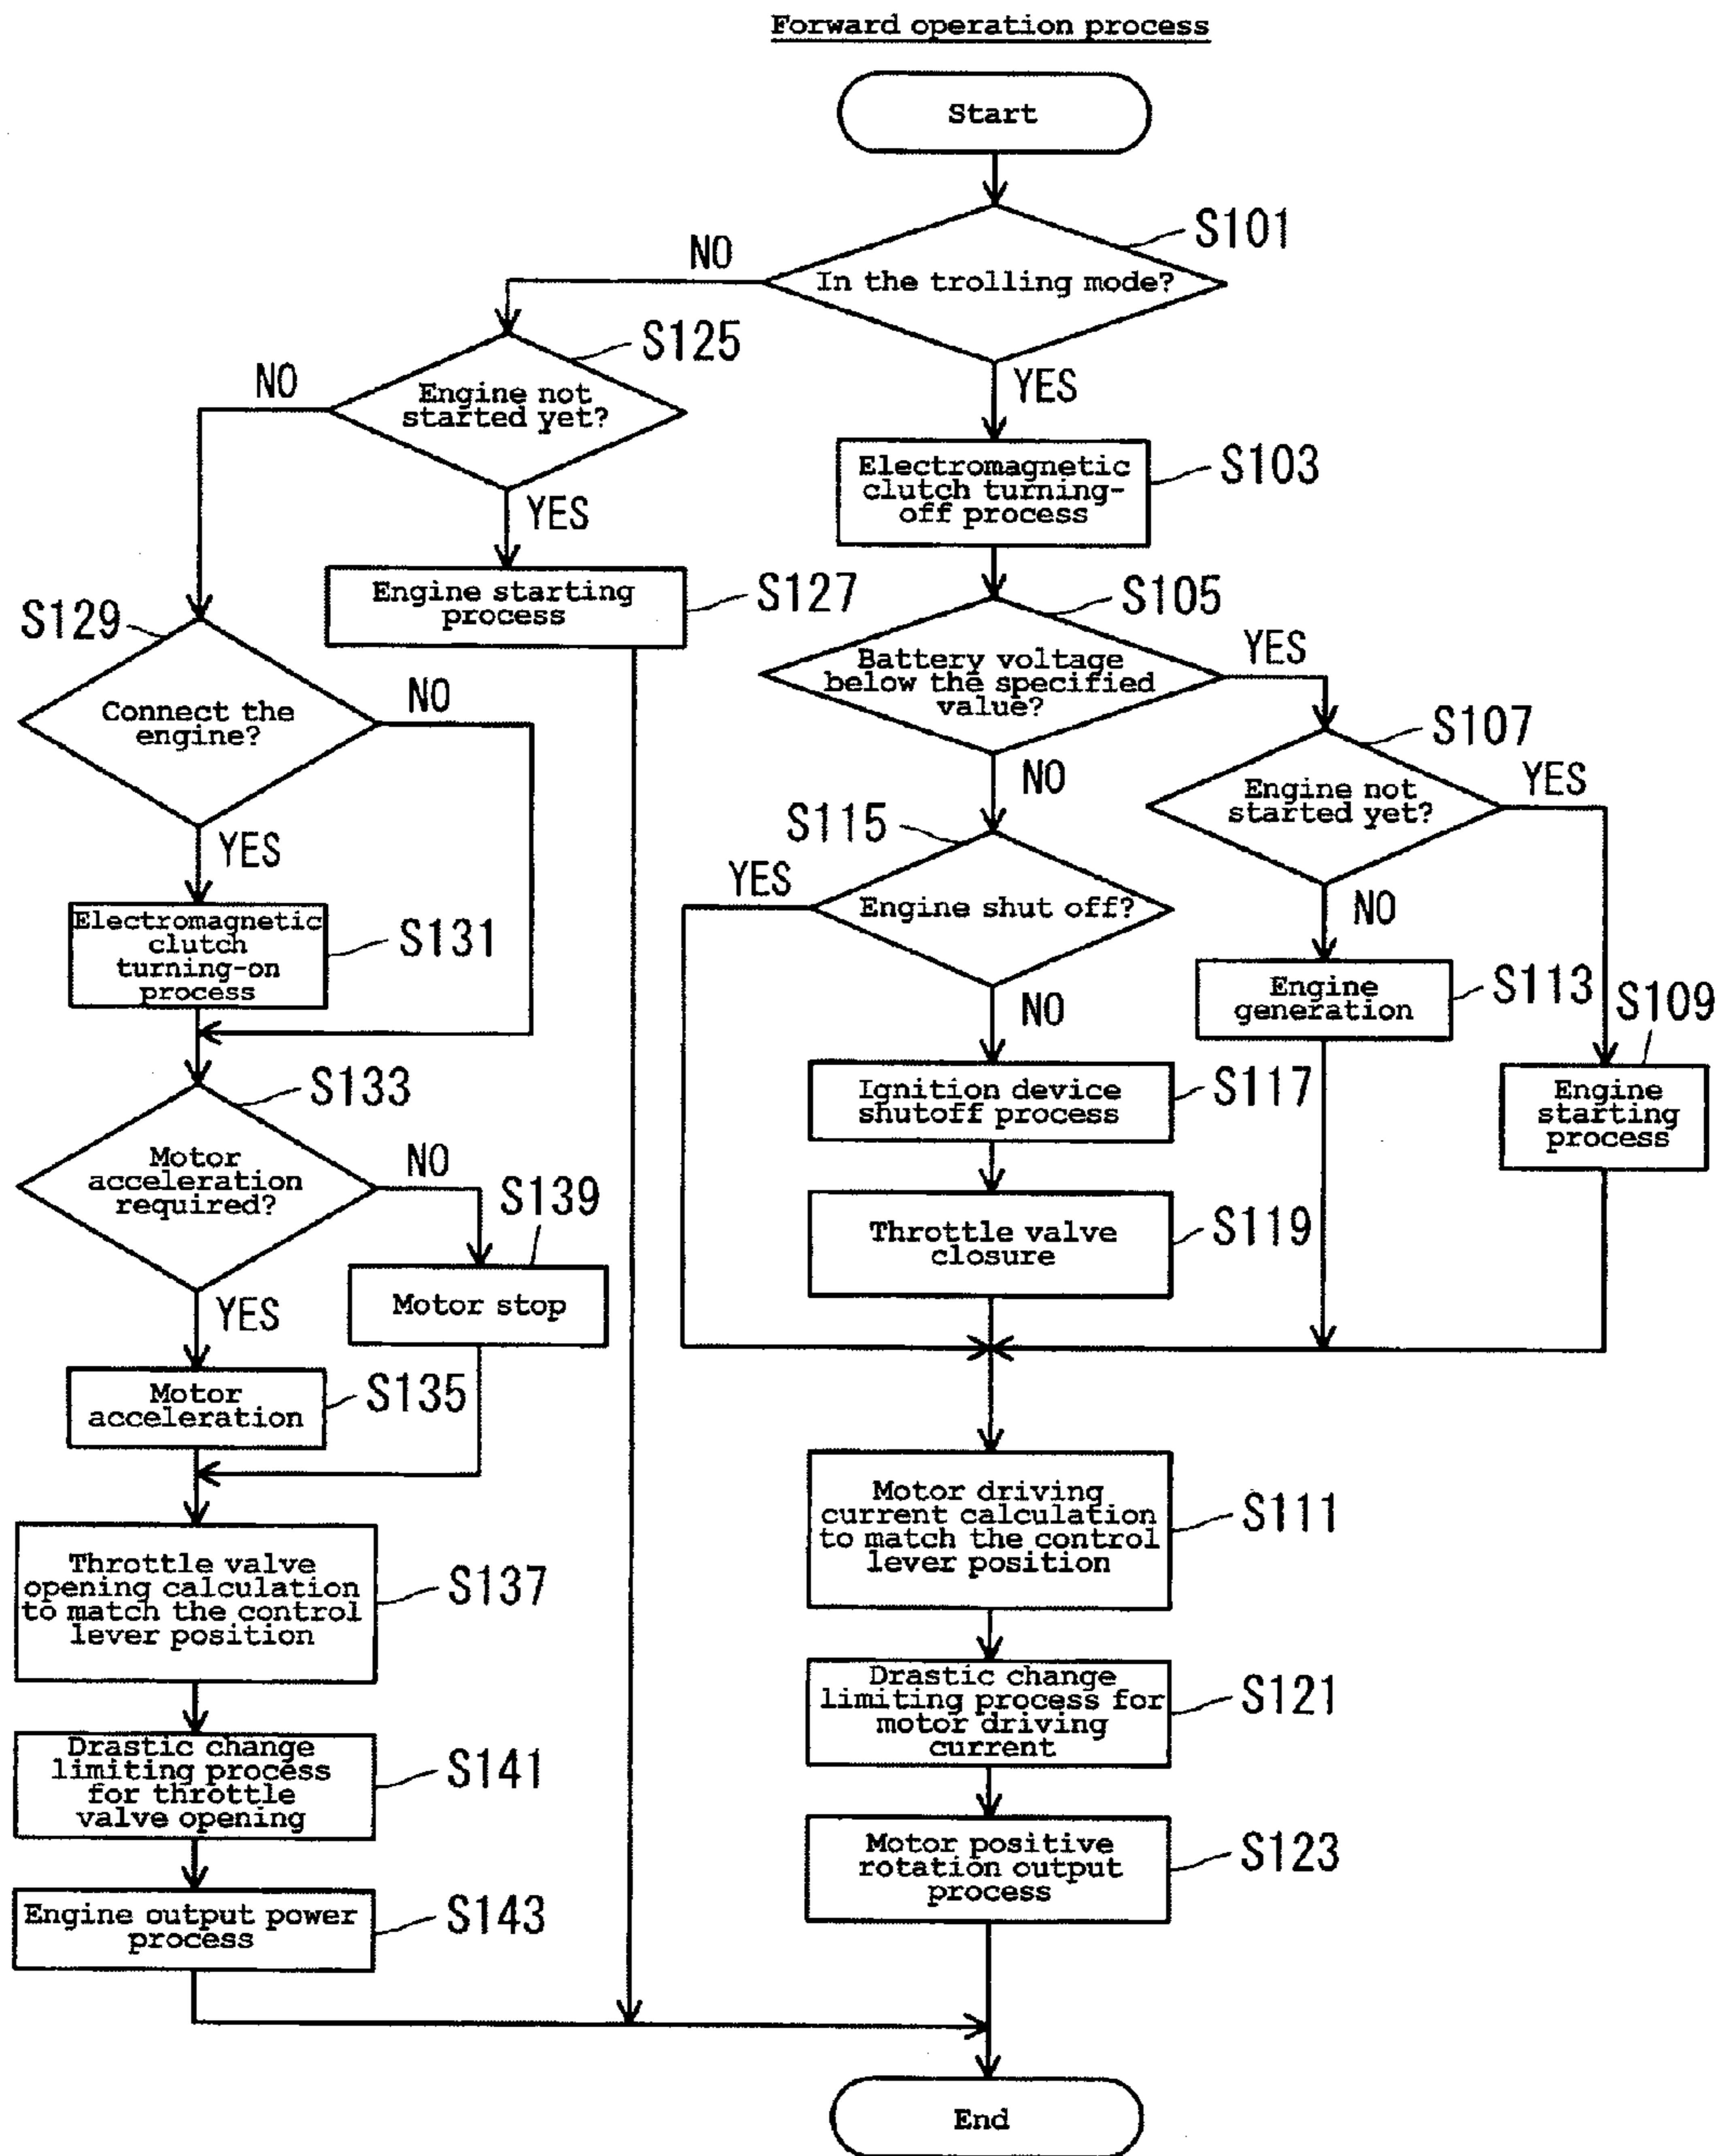 Forward operation process
Start
S101
In the trolling mode?
NO
YES
S125
Engine not
started yet?
NO
YES
S103
Electromagnetic
clutch turning-
off process
S127
Engine starting
process
S105
Battery voltage
below the specified
value?
YES
NO
S129
Connect the
engine?
NO
YES
S107
Engine not
started yet?
YES
NO
S115
Engine shut off?
YES
NO
Electromagnetic
clutch
turning-on
process
S131
Engine
generation
S113
S109
Engine
starting
process
Ignition device
shutoff process
S117
S133
Motor
acceleration
required?
NO
YES
S139
Motor stop
Throttle valve
closure
S119
Motor
acceleration
S135
Motor driving
current calculation
to match the control
lever position
S111
Throttle valve
opening calculation
to match the control
lever position
S137
Drastic change
limiting process for
motor driving
current
S121
Drastic change
limiting process
for throttle
valve opening
S141
Motor positive
rotation output
process
S123
Engine output power
process
S143
End